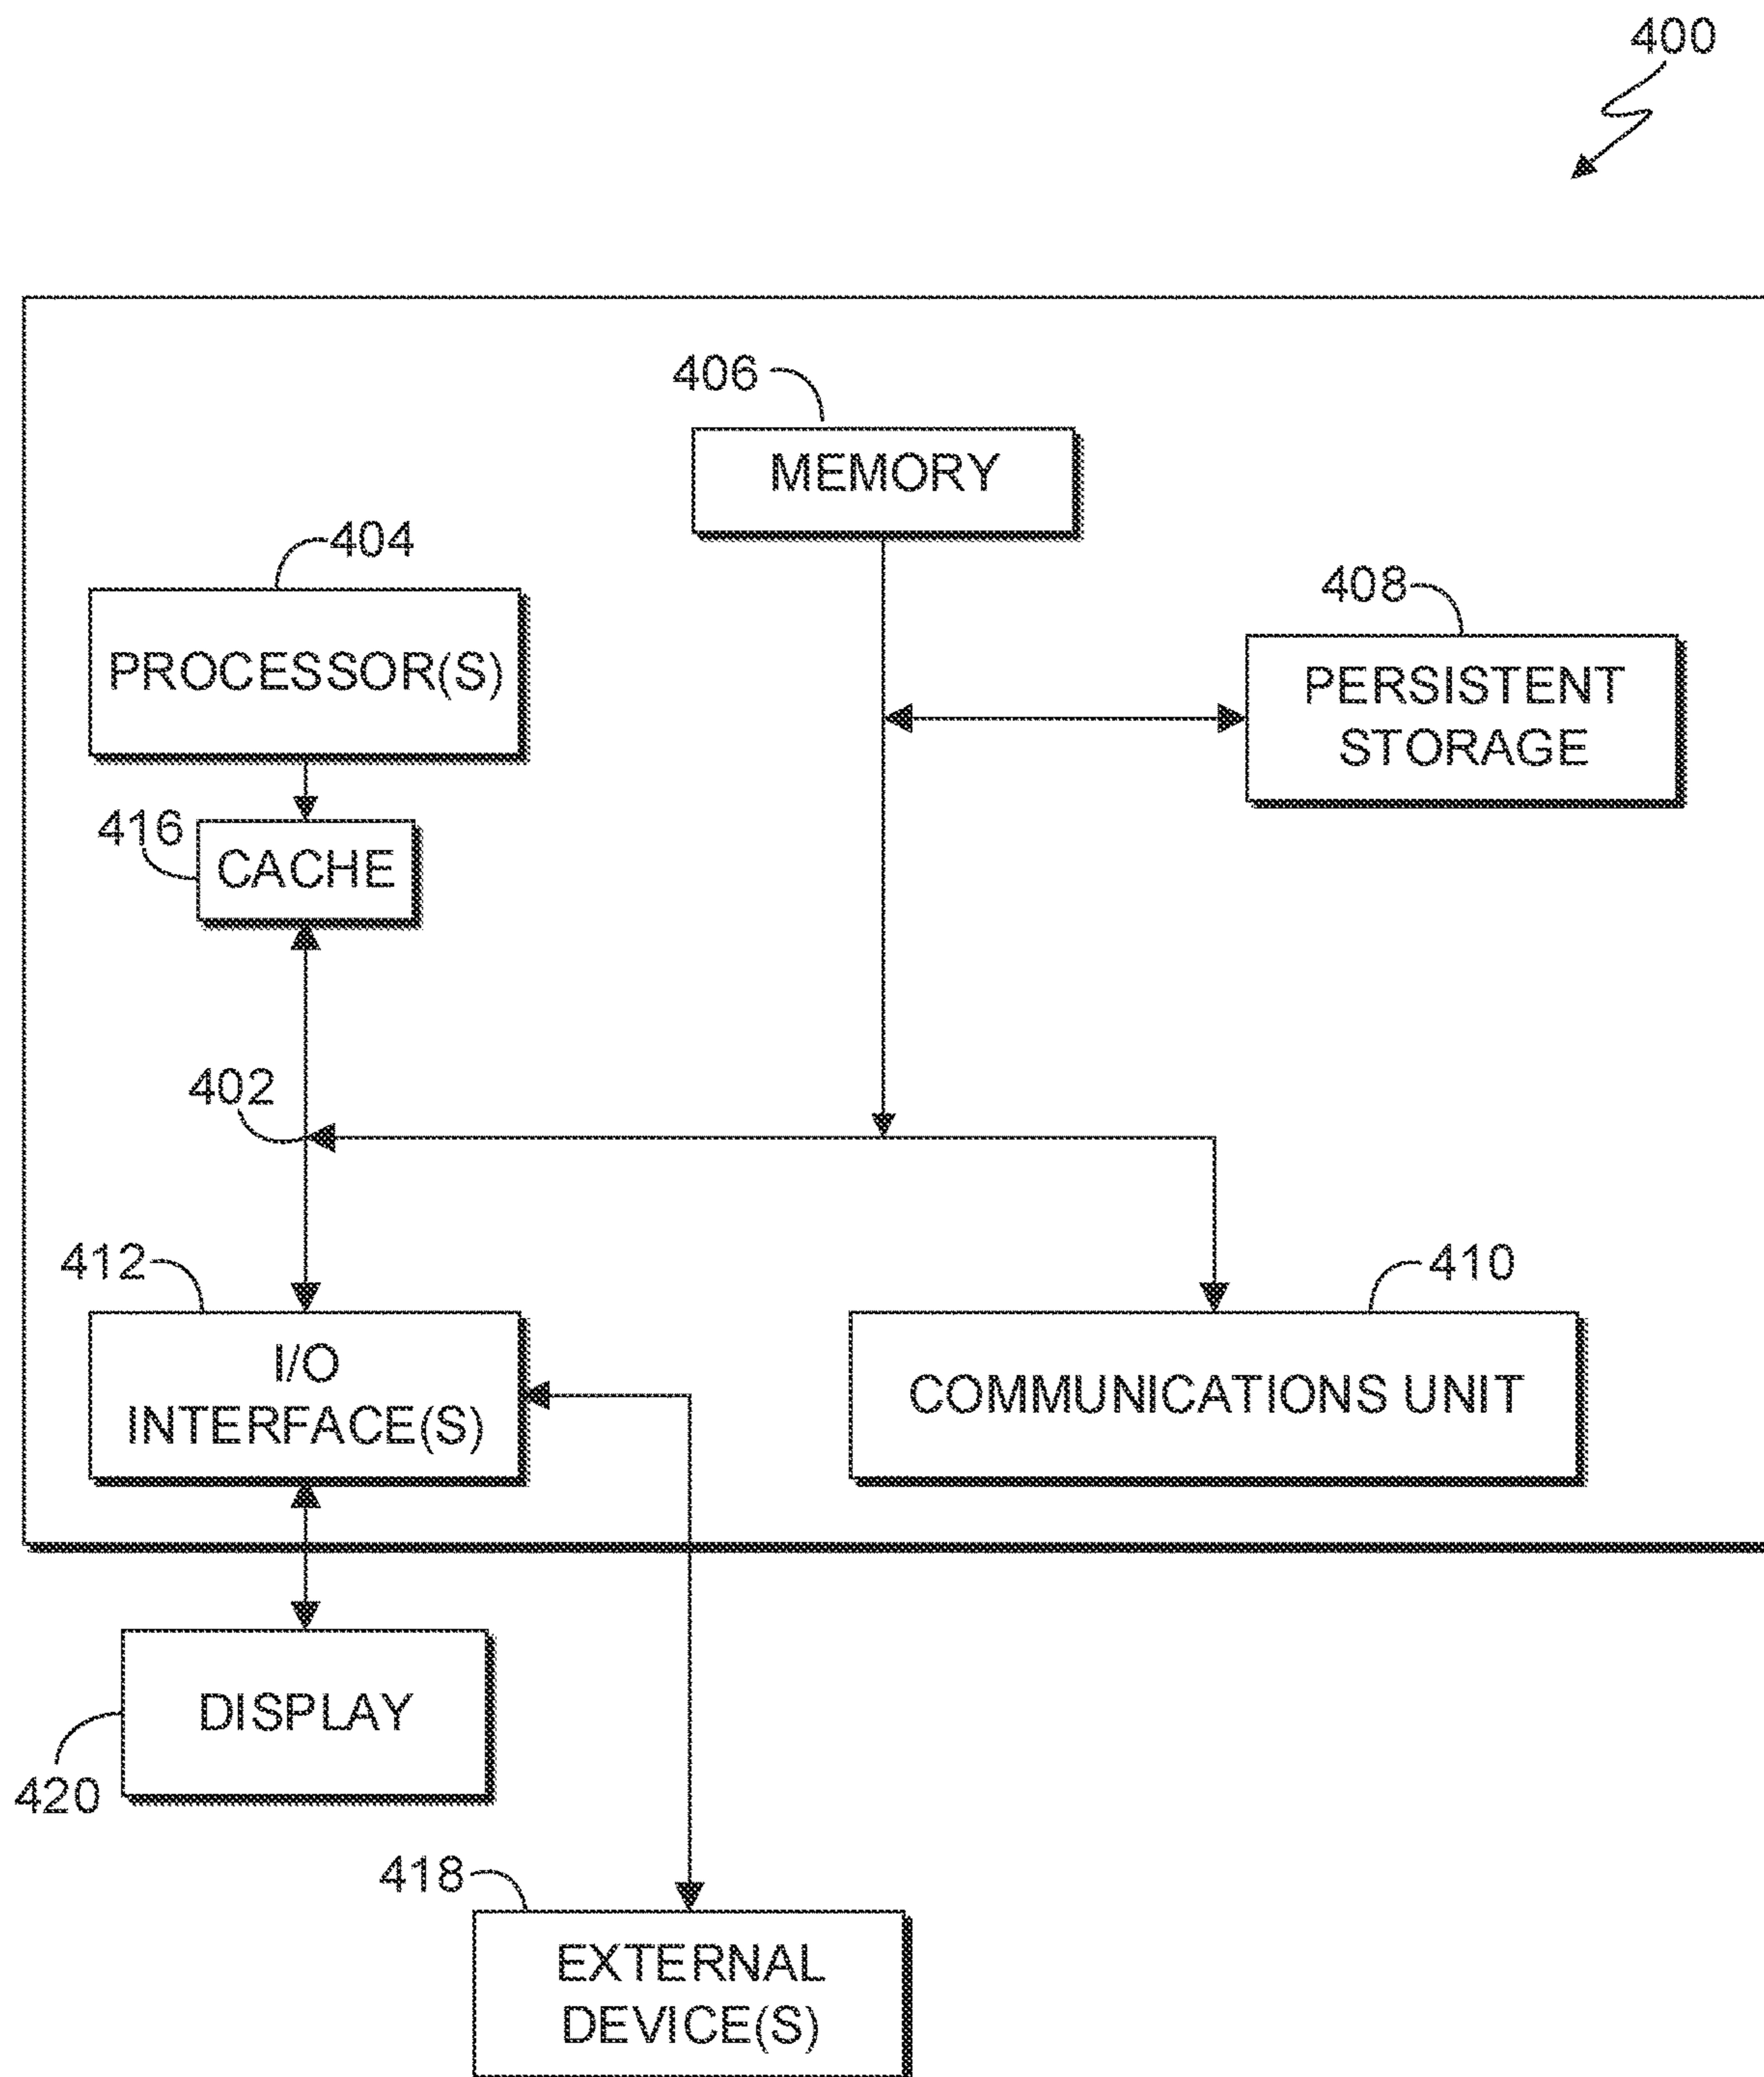 400
406
MEMORY
404
408
PROCESSOR(S)
PERSISTENT
STORAGE
416
CACHE
402
412
410
I/O
INTERFACE(S)
COMMUNICATIONS UNIT
DISPLAY
420
418
EXTERNAL
DEVICE(S)